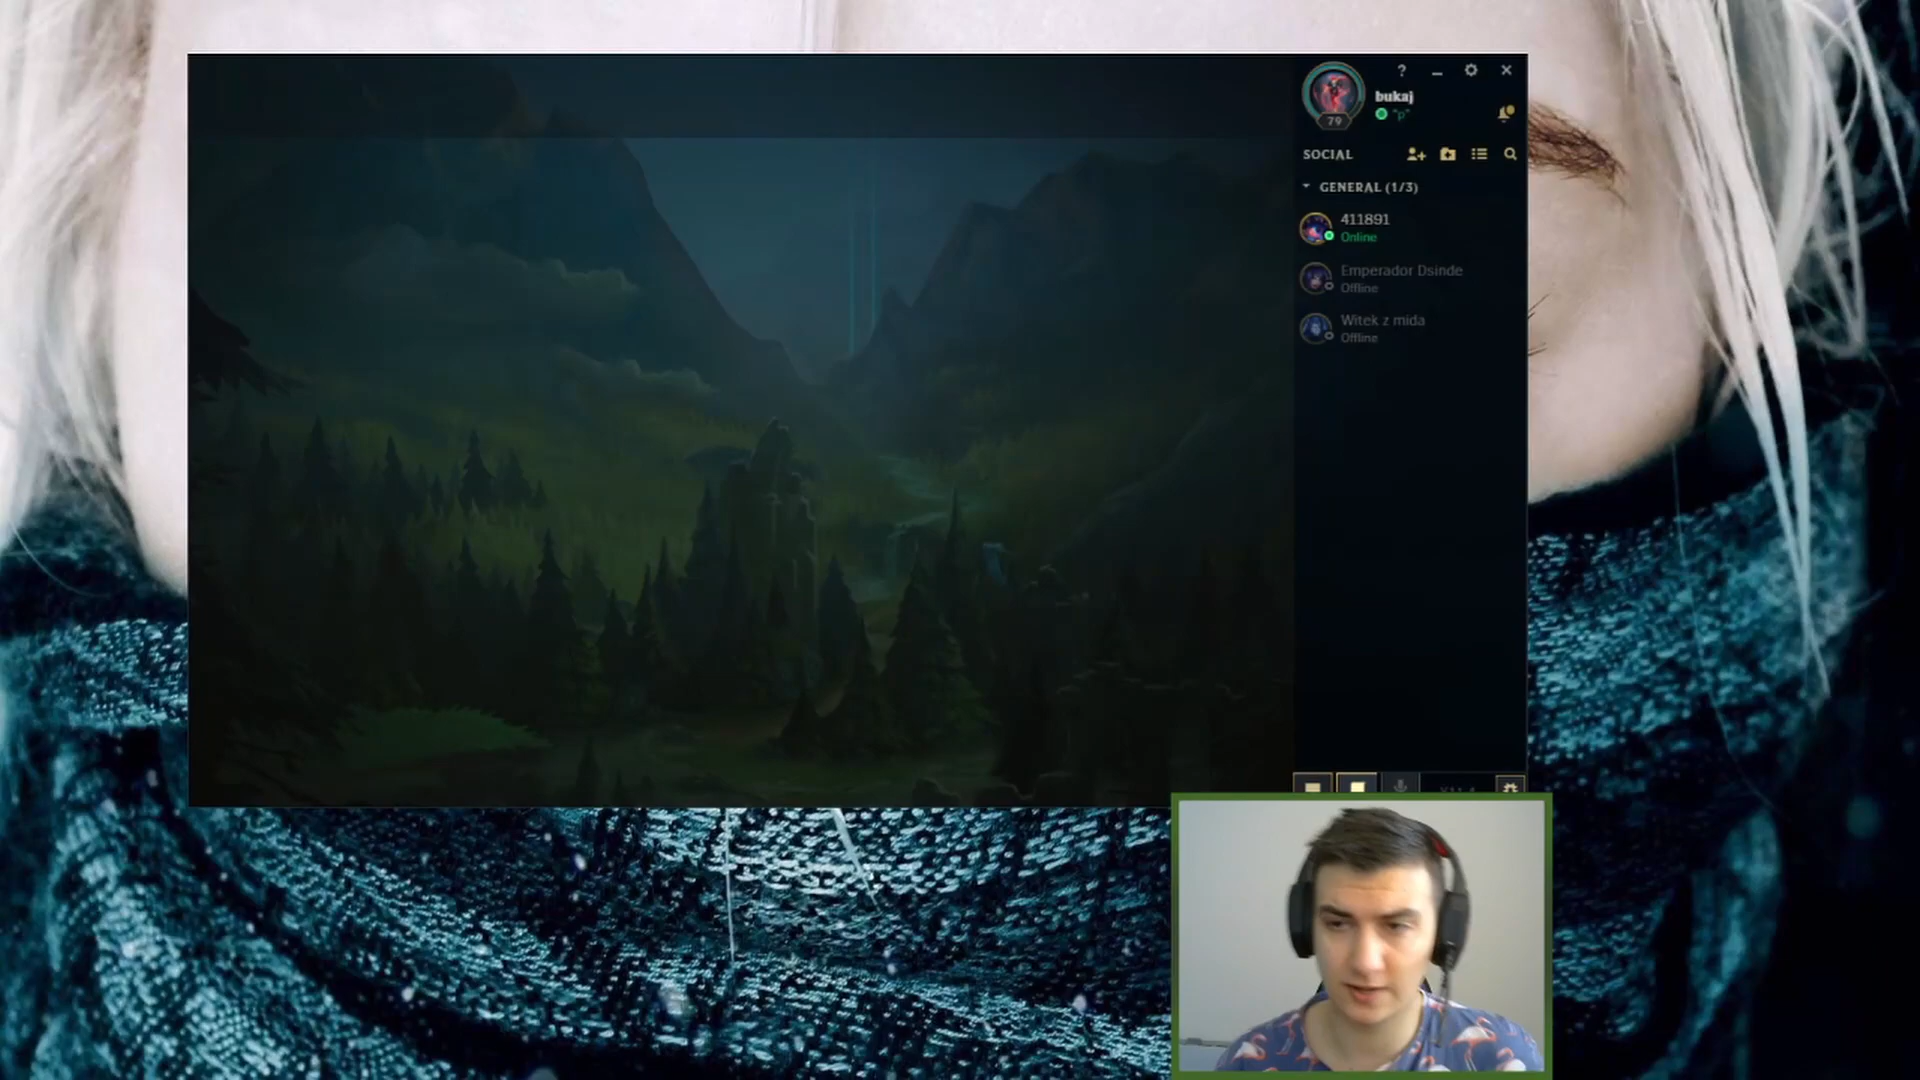 ?
bukaj
"p"
79
SOCIAL
GENERAL (1/3)
411891
Online
Emperador Dsinde
Offline
Witek z mida
Offline